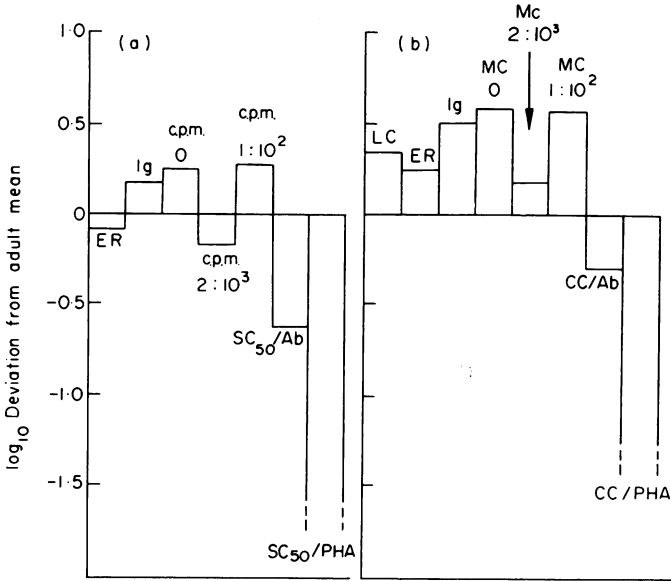 log10 Deviation from adult mean
1·0
0·5
0
-0·5
-1·0
-1·5
(a)
ER
Ig
c.p.m.
0
c.p.m.
2:10³
c.p.m.
1:10²
SC50/Ab
SC50/PHA
(b)
LC
ER
Ig
MC
0
Mc
2:10³
MC
1:10²
CC/Ab
CC/PHA